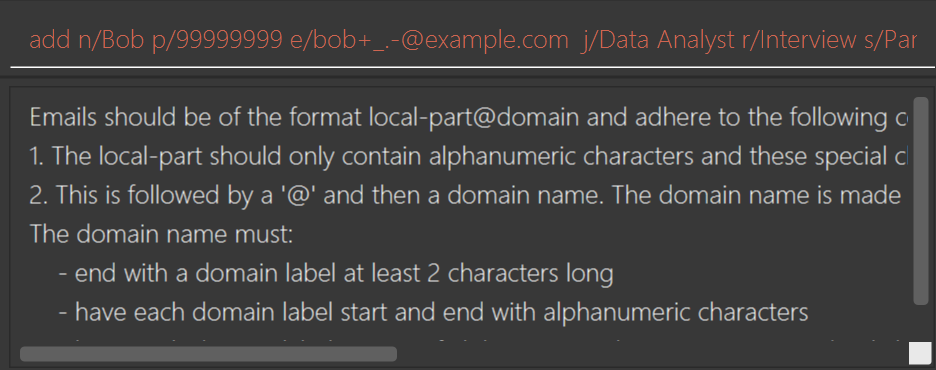 add n/Bob p/99999999 e/bob+_.-@example.com j/Data Analyst r/Interview s/Par
Emails should be of the format local-part@domain and adhere to the following
1. The local-part should only contain alphanumeric characters and these special
2. This is followed by a '@' and then a domain name. The domain name is made
The domain name must:
- end with a domain label at least 2 characters long
- have each domain label start and end with alphanumeric characters